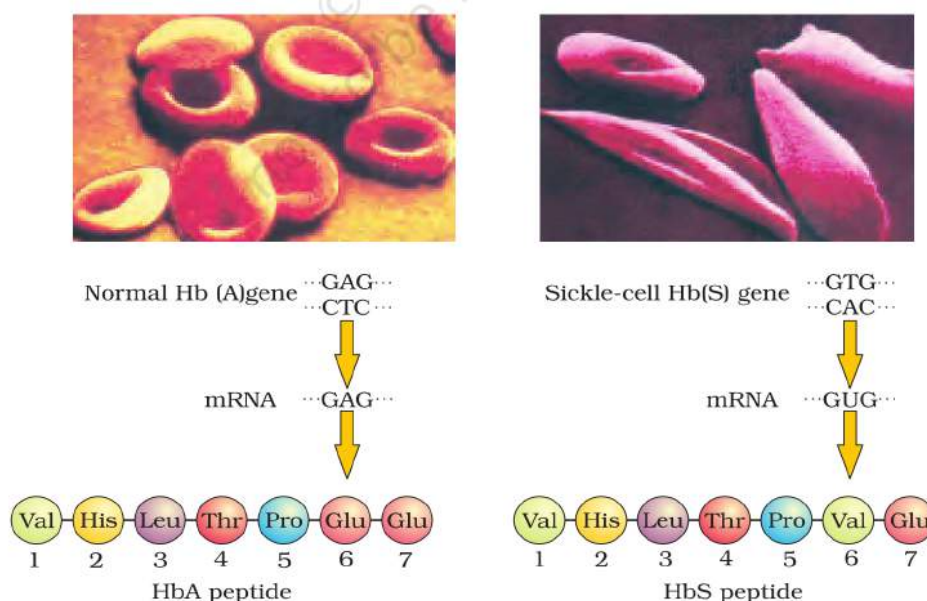 Normal Hb (A)gene
···GAG···
···CTC···
mRNA ···GAG···
Val His Leu Thr Pro Glu Glu
1 2 3 4 5 6 7
HbA peptide
Sickle-cell Hb(S) gene
···GTG···
···CAC···
mRNA ···GUG···
Val His Leu Thr Pro Val Glu
1 2 3 4 5 6 7
HbS peptide